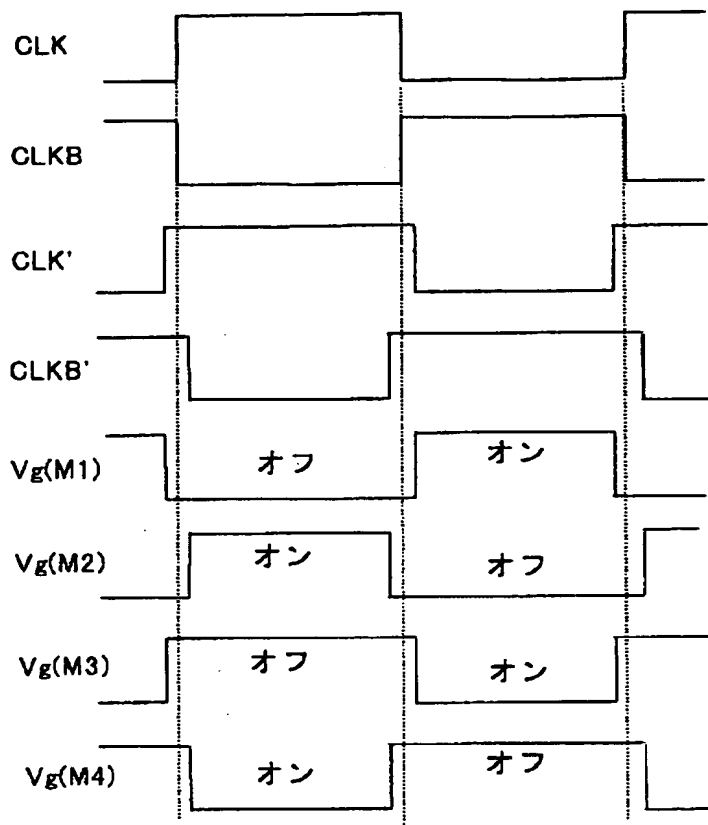 CLK
CLKB
CLK'
CLKB'
Vg(M1) オフ オン
Vg(M2) オン オフ
Vg(M3) オフ オン
Vg(M4) オン オフ